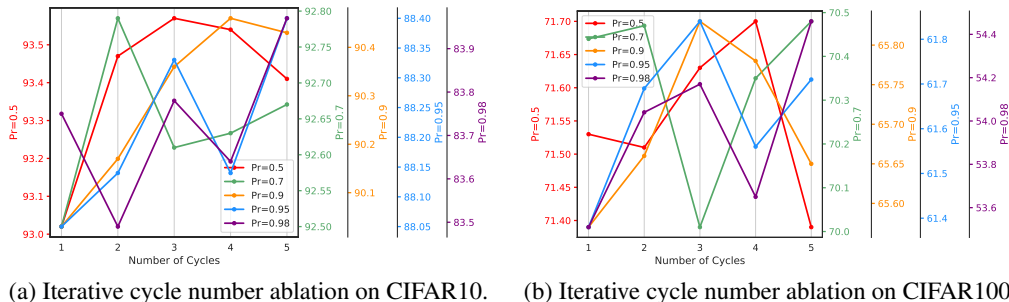 93.5
93.4
93.3
93.2
93.1
93.0
Pr=0.5
1
2
3
4
5
Number of Cycles
Pr=0.5
Pr=0.7
Pr=0.9
Pr=0.95
Pr=0.98
92.80
92.75
92.70
92.65
92.60
92.55
92.50
Pr=0.7
90.4
90.3
90.2
90.1
Pr=0.9
88.40
88.35
88.30
88.25
88.20
88.15
88.10
88.05
Pr=0.95
83.9
83.8
83.7
83.6
83.5
Pr=0.98
71.70
71.65
71.60
71.55
71.50
71.45
71.40
Pr=0.5
Pr=0.5
Pr=0.7
Pr=0.9
Pr=0.95
Pr=0.98
1
2
3
4
5
Number of Cycles
70.5
70.4
70.3
70.2
70.1
70.0
Pr=0.7
65.80
65.75
65.70
65.65
65.60
Pr=0.9
61.8
61.7
61.6
61.5
61.4
Pr=0.95
54.4
54.2
54.0
53.8
53.6
Pr=0.98
(a) Iterative cycle number ablation on CIFAR10.
(b) Iterative cycle number ablation on CIFAR100